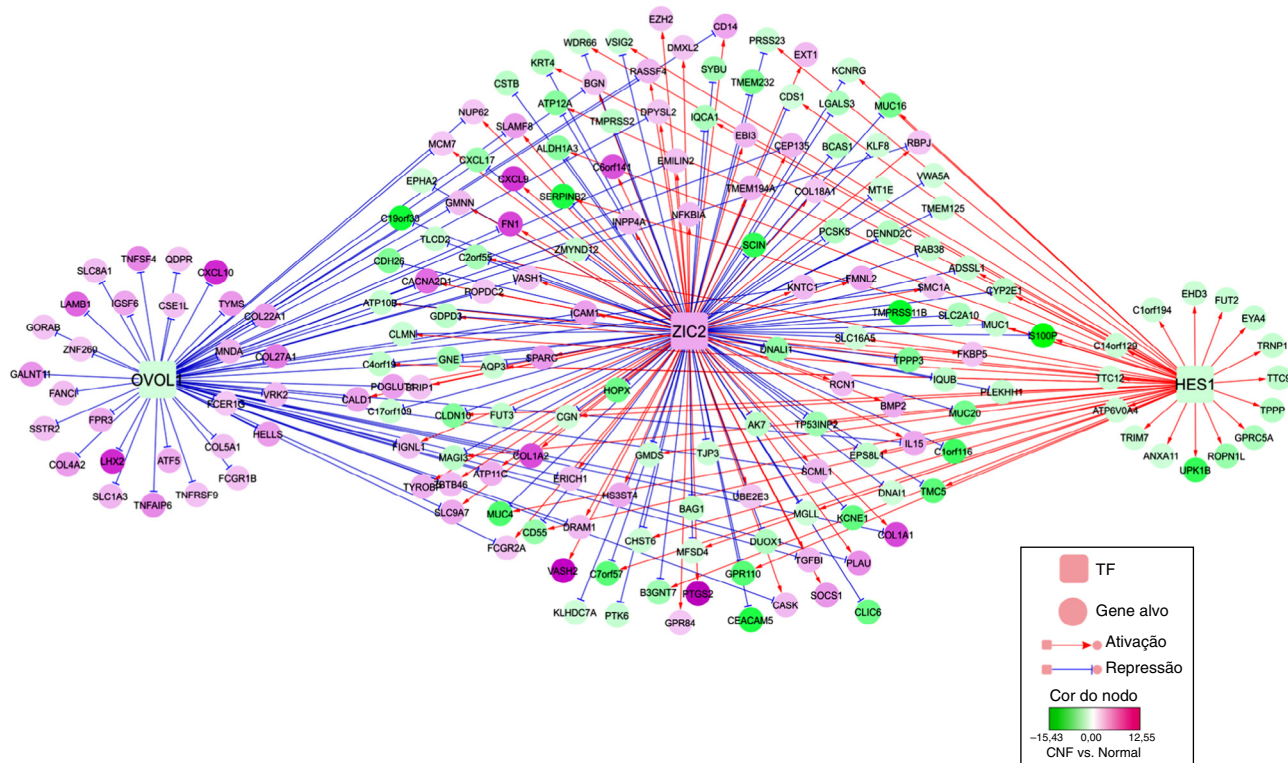 EZH2
CD14
WDR66
VSIG2
DMXL2
PRSS23
EXT1
KRT4
RASSF4
SYBU
KCNRG
CSTB
BGN
TMEM232
ATP12A
CDS1
LGALS3
MUC16
NUP62
SLAMF8
TMPRSS2
DPYSL2
IQCA1
EBI3
MCM7
CXCL17
ALDH1A3
EMILIN2
CEP135
BCAS1
KLF8
RBPJ
C6orf141
EPHA2
CXCL9
SERPINB2
TMEM194A
COL18A1
MT1E
VWA5A
C19orf30
GMNN
FN1
INPP4A
NFKBIA
TMEM125
TLCD2
ZMYND12
SCIN
PCSK5
DENND2C
CDH26
C2orf55
RAB38
CACNA2D1
VASH1
KNTC1
FMNL2
ADSSL1
SMC1A
CYP2E1
ATP10B
POPDC2
GDPD3
ICAM1
ZIC2
TMPRSS11B
SLC2A10
MUC1
S100P
CLMN
SLC16A5
C4orf19
GNE
AQP3
SPARC
DNALI1
TPPP3
FKBP5
C14orf129
IQUB
TTC12
POGLUT1
BRIP1
CALD1
HOPX
RCN1
PLEKHH1
C17orf109
CLDN10
FUT3
CGN
BMP2
MUC20
ATP6V0A4
AK7
TP53INP2
FIGNL1
MAGI3
COL1A2
GMDS
TJP3
IL15
C1orf116
EPS8L1
SCML1
TYROBP
ZBTB46
ATP11C
ERICH1
HS3ST4
UBE2E3
DNAI1
TMC5
SLC9A7
MUC4
BAG1
MGLL
KCNE1
CD55
DRAM1
CHST6
MFSD4
DUOX1
COL1A1
FCGR2A
VASH2
C7orf57
GPR110
TGFBI
PLAU
B3GNT7
PTGS2
SOCS1
KLHDC7A
PTK6
GPR84
CEACAM5
CASK
CLIC6
TNFSF4
QDPR
SLC8A1
CXCL10
LAMB1
IGSF6
CSE1L
TYMS
COL22A1
GORAB
ZNF260
MNDA
COL27A1
GALNT11
OVOL
FANCI
FCER1G
VRK2
SSTR2
FPR3
HELLS
COL4A2
LHX2
ATF5
COL5A1
FCGR1B
SLC1A3
TNFAIP6
TNFRSF9
EHD3
C1orf194
FUT2
EYA4
TRNP1
HES1
TTC9
TPPP
TRIM7
GPRC5A
ANXA11
ROPN1L
UPK1B
TF
Gene alvo
Ativação
Repressão
Cor do nodo
−15,43 0,00 12,55
CNF vs. Normal